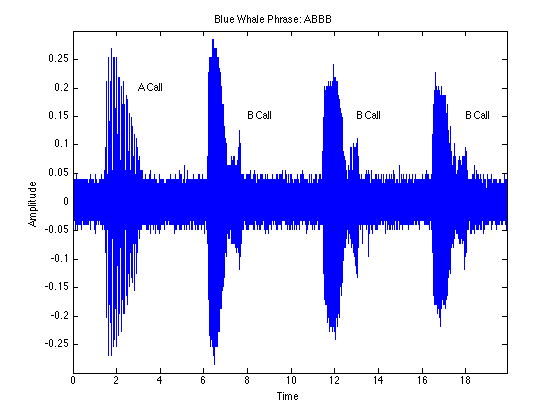 Blue Whale Phrase: ABBB
0.25
0.2
0.15
0.1
0.05
0
-0.05
-0.1
-0.15
-0.2
-0.25
Amplitude
A Call
B Call
B Call
B Call
0 2 4 6 8 10 12 14 16 18
Time